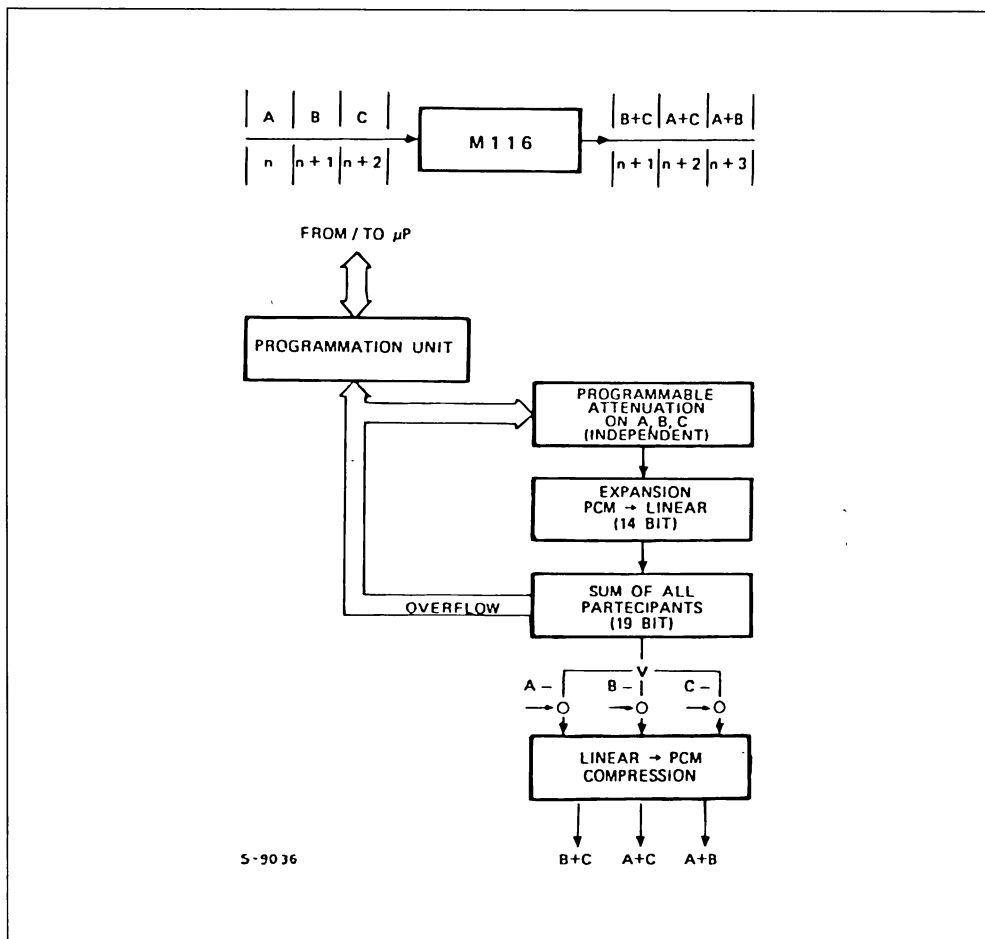 A B C
M116
B+C A+C A+B
n n+1 n+2
n+1 n+2 n+3
FROM / TO μP
PROGRAMMATION UNIT
PROGRAMMABLE
ATTENUATION
ON A, B, C
(INDEPENDENT)
EXPANSION
PCM → LINEAR
(14 BIT)
SUM OF ALL
PARTECIPANTS
(19 BIT)
OVERFLOW
A – B – C –
LINEAR → PCM
COMPRESSION
S-9036
B+C A+C A+B